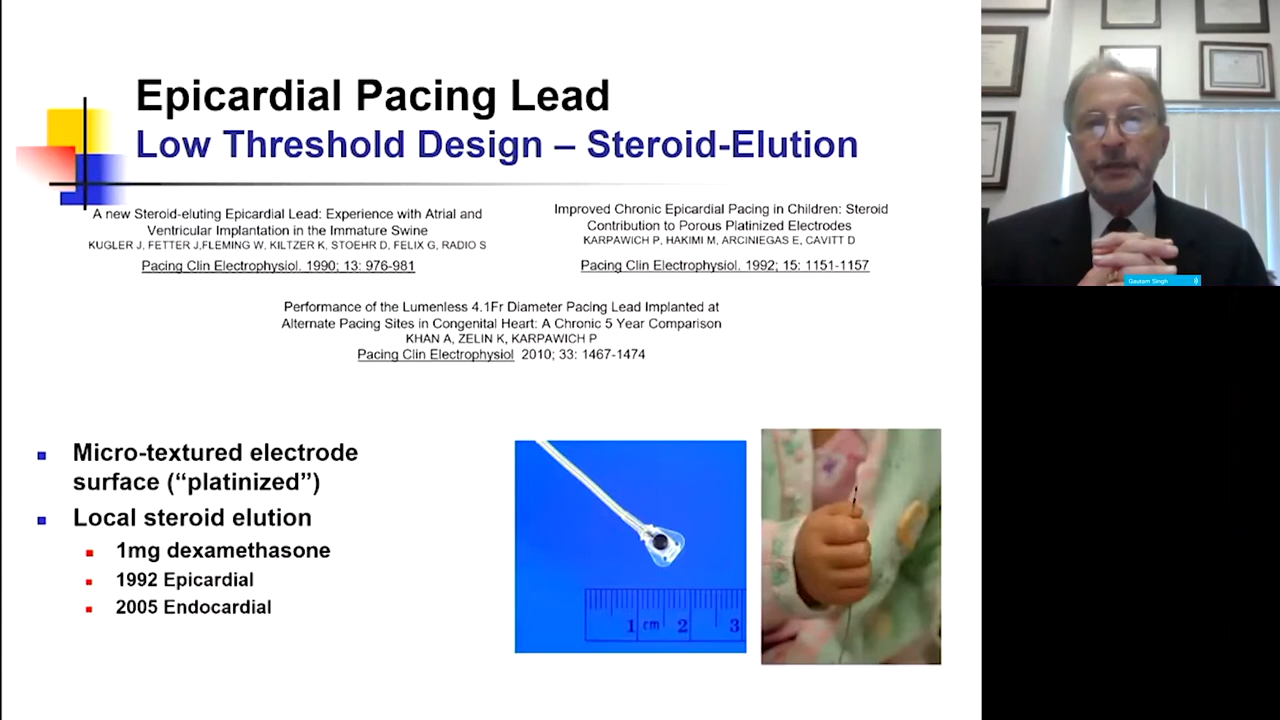 Epicardial Pacing Lead
Low Threshold Design – Steroid-Elution
A new Steroid-eluting Epicardial Lead: Experience with Atrial and
Ventricular Implantation in the Immature Swine
KUGLER J, FETTER J,FLEMING W, KILTZER K, STOEHR D, FELIX G, RADIO S
Pacing Clin Electrophysiol. 1990; 13: 976-981
Improved Chronic Epicardial Pacing in Children: Steroid
Contribution to Porous Platinized Electrodes
KARPAWICH P, HAKIMI M, ARCINIEGAS E, CAVITT D
Pacing Clin Electrophysiol. 1992; 15: 1151-1157
Performance of the Lumenless 4.1Fr Diameter Pacing Lead Implanted at
Alternate Pacing Sites in Congenital Heart: A Chronic 5 Year Comparison
KHAN A, ZELIN K, KARPAWICH P
Pacing Clin Electrophysiol 2010; 33: 1467-1474
Micro-textured electrode
surface (“platinized”)
Local steroid elution
1mg dexamethasone
1992 Epicardial
2005 Endocardial
1 cm 2 3
Gautam Singh